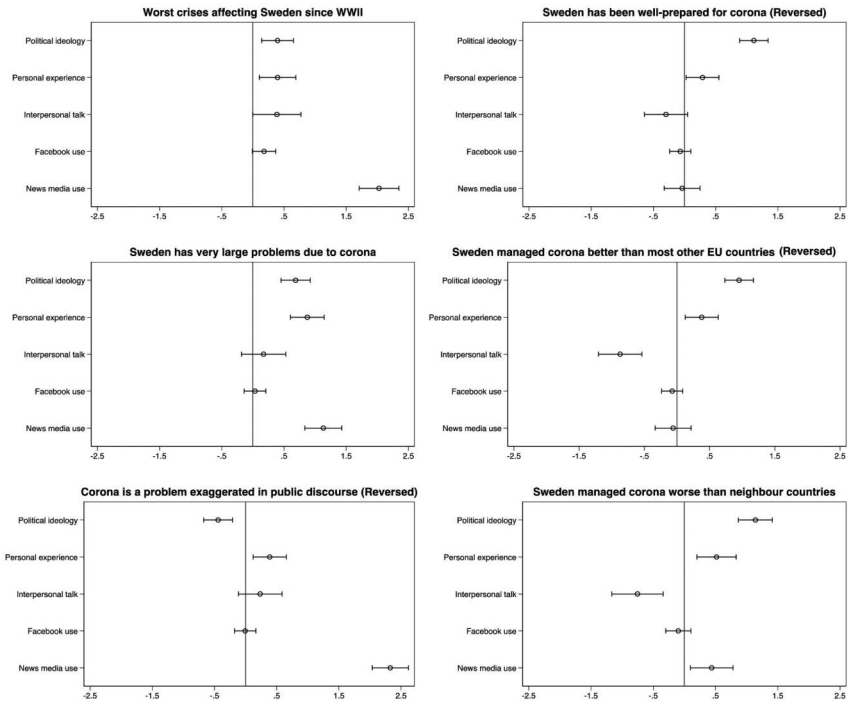 Worst crises affecting Sweden since WWII
Political ideology
Personal experience
Interpersonal talk
Facebook use
News media use
-2.5 -1.5 -.5 .5 1.5 2.5
Sweden has been well-prepared for corona (Reversed)
Political ideology
Personal experience
Interpersonal talk
Facebook use
News media use
-2.5 -1.5 -.5 .5 1.5 2.5
Sweden has very large problems due to corona
Political ideology
Personal experience
Interpersonal talk
Facebook use
News media use
-2.5 -1.5 -.5 .5 1.5 2.5
Sweden managed corona better than most other EU countries (Reversed)
Political ideology
Personal experience
Interpersonal talk
Facebook use
News media use
-2.5 -1.5 -.5 .5 1.5 2.5
Corona is a problem exaggerated in public discourse (Reversed)
Political ideology
Personal experience
Interpersonal talk
Facebook use
News media use
-2.5 -1.5 -.5 .5 1.5 2.5
Sweden managed corona worse than neighbour countries
Political ideology
Personal experience
Interpersonal talk
Facebook use
News media use
-2.5 -1.5 -.5 .5 1.5 2.5